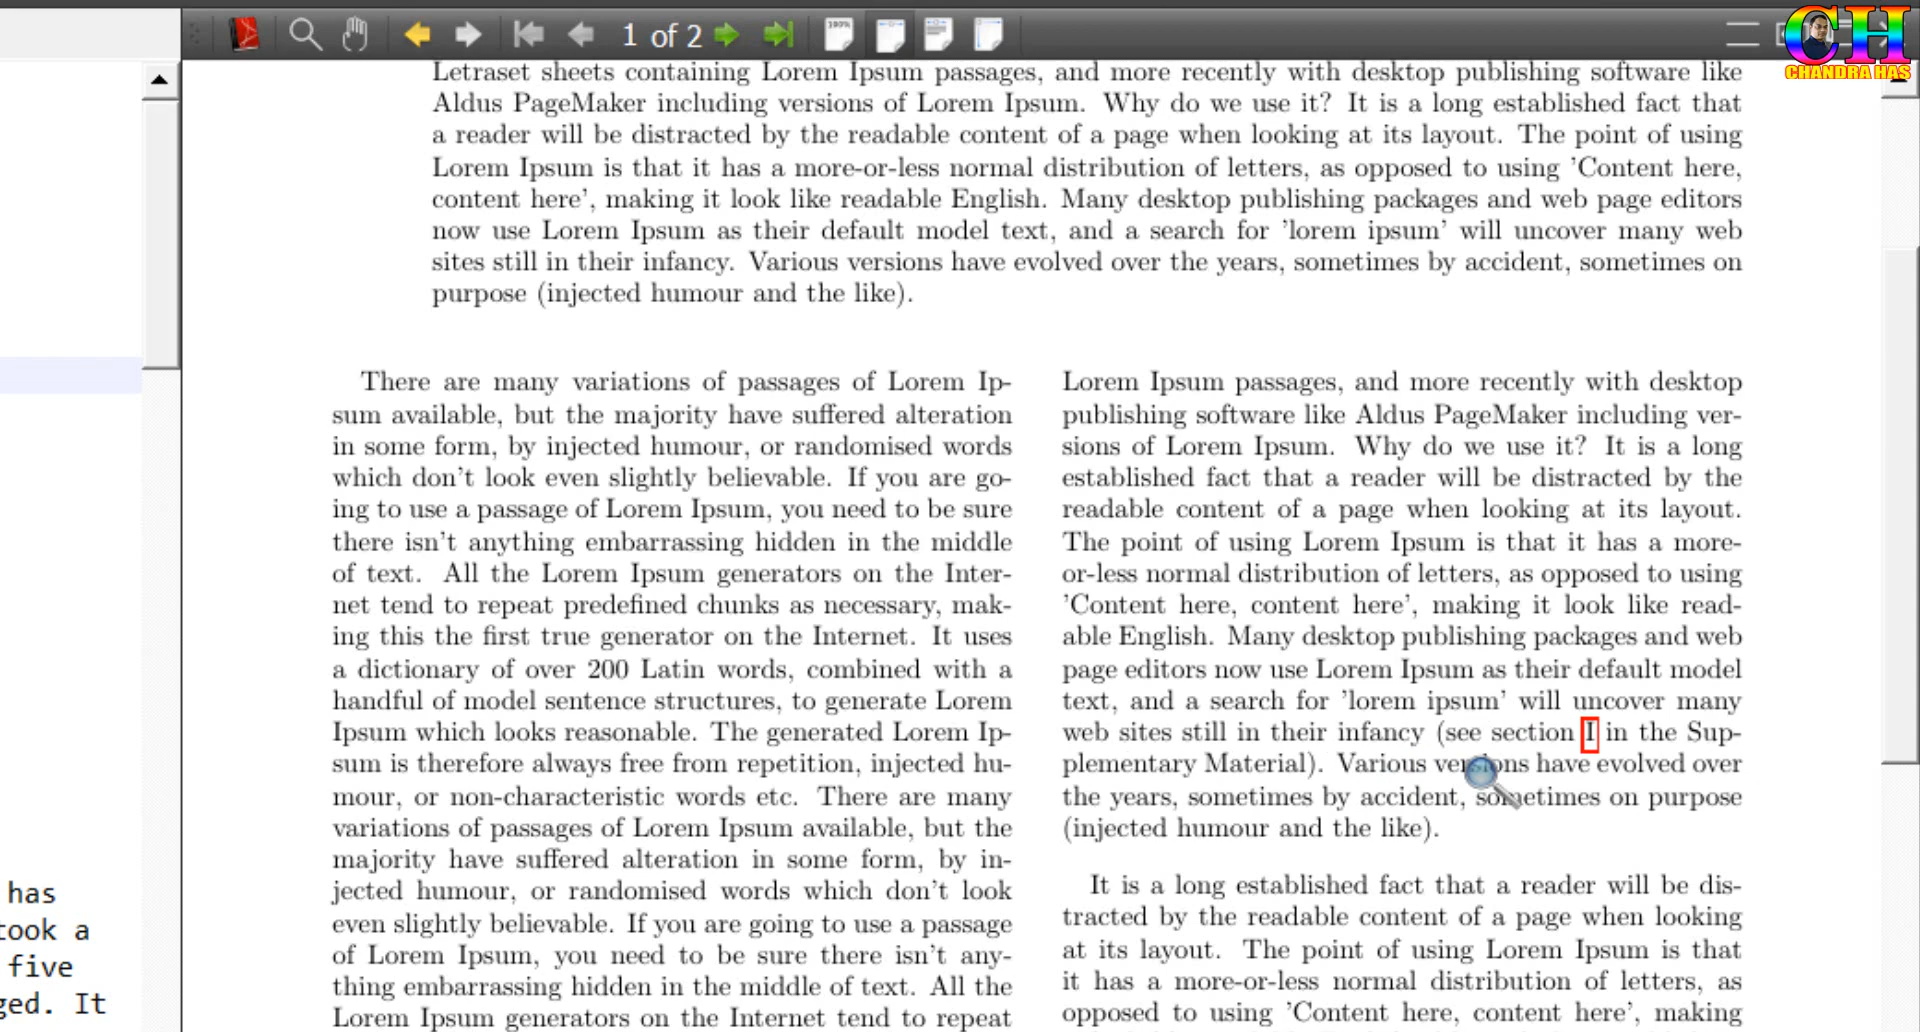 1 of 2
100%
CH
CHANDRA HAS
Letraset sheets containing Lorem Ipsum passages, and more recently with desktop publishing software like
Aldus PageMaker including versions of Lorem Ipsum. Why do we use it? It is a long established fact that
a reader will be distracted by the readable content of a page when looking at its layout. The point of using
Lorem Ipsum is that it has a more-or-less normal distribution of letters, as opposed to using 'Content here,
content here', making it look like readable English. Many desktop publishing packages and web page editors
now use Lorem Ipsum as their default model text, and a search for 'lorem ipsum' will uncover many web
sites still in their infancy. Various versions have evolved over the years, sometimes by accident, sometimes on
purpose (injected humour and the like).
There are many variations of passages of Lorem Ip-
sum available, but the majority have suffered alteration
in some form, by injected humour, or randomised words
which don't look even slightly believable. If you are go-
ing to use a passage of Lorem Ipsum, you need to be sure
there isn't anything embarrassing hidden in the middle
of text. All the Lorem Ipsum generators on the Inter-
net tend to repeat predefined chunks as necessary, mak-
ing this the first true generator on the Internet. It uses
a dictionary of over 200 Latin words, combined with a
handful of model sentence structures, to generate Lorem
Ipsum which looks reasonable. The generated Lorem Ip-
sum is therefore always free from repetition, injected hu-
mour, or non-characteristic words etc. There are many
variations of passages of Lorem Ipsum available, but the
majority have suffered alteration in some form, by in-
jected humour, or randomised words which don't look
even slightly believable. If you are going to use a passage
of Lorem Ipsum, you need to be sure there isn't any-
thing embarrassing hidden in the middle of text. All the
Lorem Ipsum generators on the Internet tend to repeat
Lorem Ipsum passages, and more recently with desktop
publishing software like Aldus PageMaker including ver-
sions of Lorem Ipsum. Why do we use it? It is a long
established fact that a reader will be distracted by the
readable content of a page when looking at its layout.
The point of using Lorem Ipsum is that it has a more-
or-less normal distribution of letters, as opposed to using
'Content here, content here', making it look like read-
able English. Many desktop publishing packages and web
page editors now use Lorem Ipsum as their default model
text, and a search for 'lorem ipsum' will uncover many
web sites still in their infancy (see section I in the Sup-
plementary Material). Various versions have evolved over
the years, sometimes by accident, sometimes on purpose
(injected humour and the like).
It is a long established fact that a reader will be dis-
tracted by the readable content of a page when looking
at its layout. The point of using Lorem Ipsum is that
it has a more-or-less normal distribution of letters, as
opposed to using 'Content here, content here', making
has
took a
five
ged. It